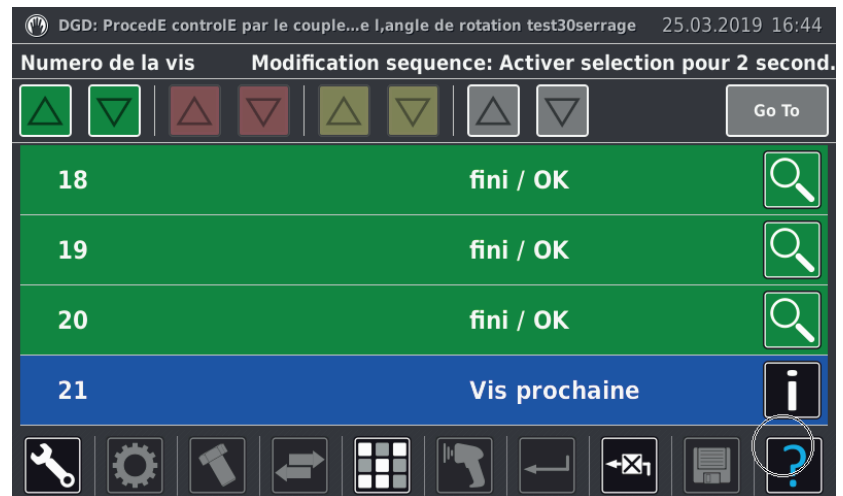 DGD: ProcedE controlE par le couple...e l,angle de rotation test30serrage 25.03.2019 16:44
Numero de la vis Modification sequence: Activer selection pour 2 second.
Go To
18 fini / OK
19 fini / OK
20 fini / OK
21 Vis prochaine i
?